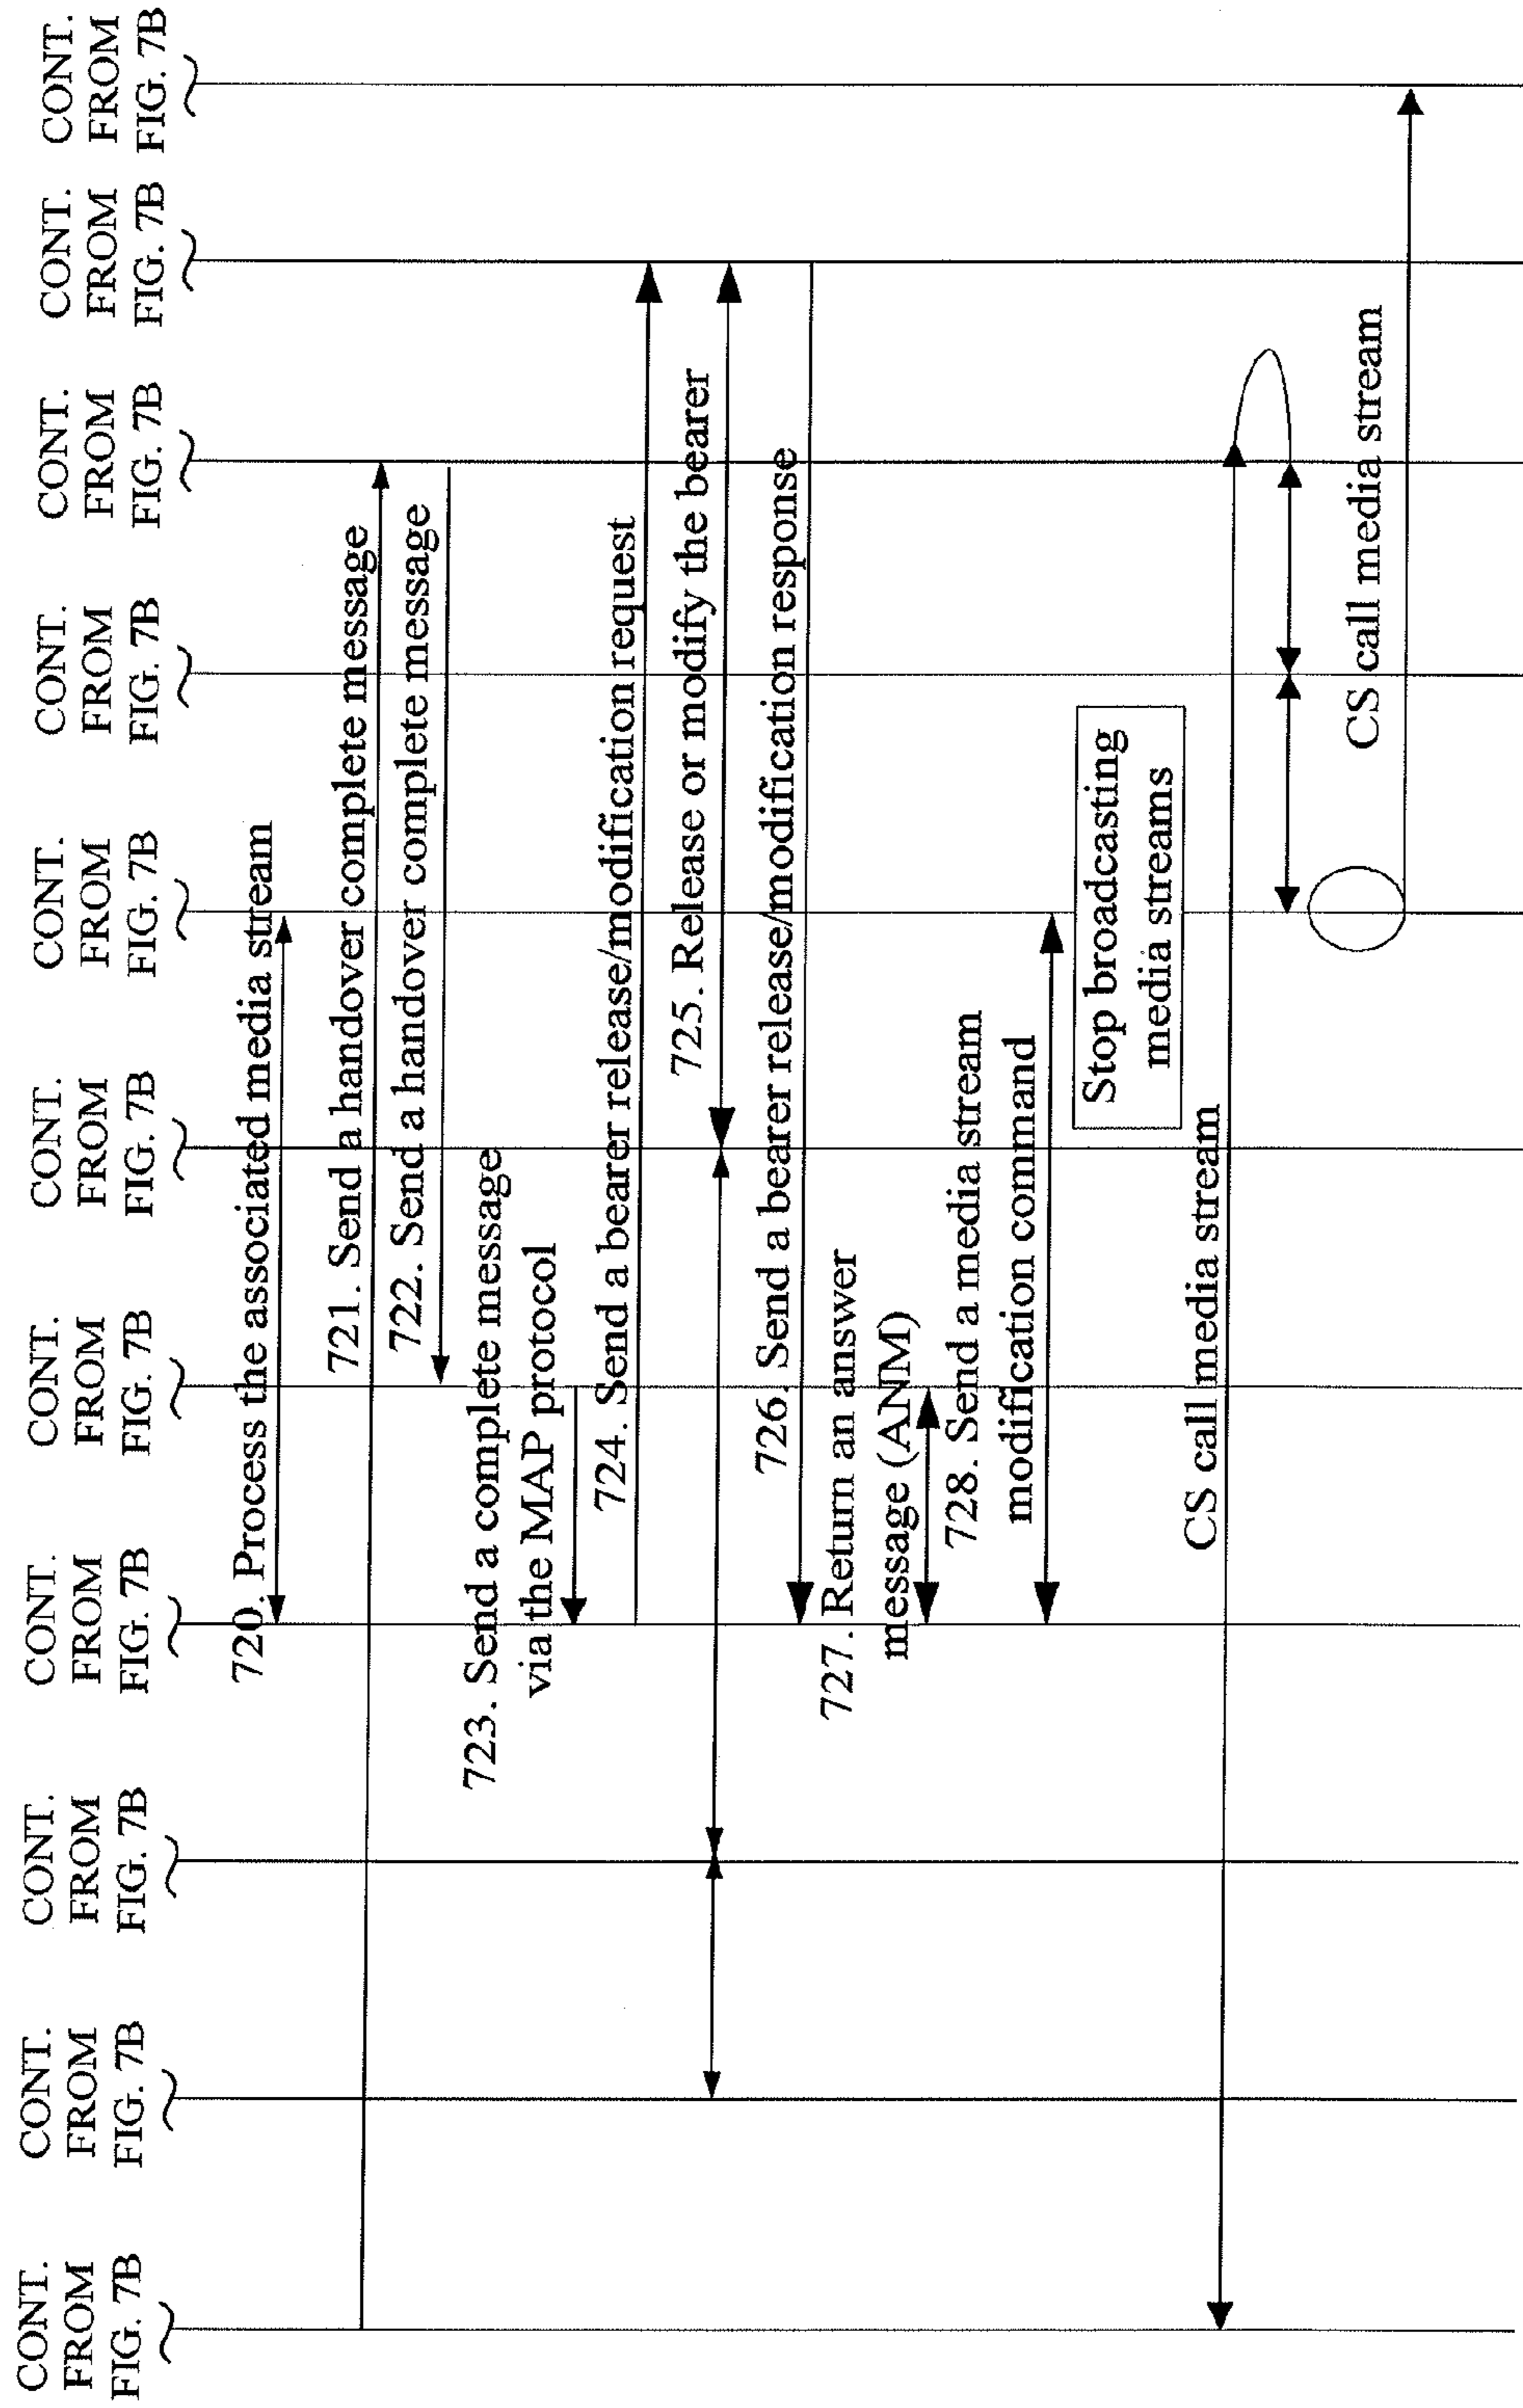 CONT.
FROM
FIG. 7B
CONT.
FROM
FIG. 7B
CONT.
FROM
FIG. 7B
CONT.
FROM
FIG. 7B
CONT.
FROM
FIG. 7B
CONT.
FROM
FIG. 7B
CONT.
FROM
FIG. 7B
CONT.
FROM
FIG. 7B
CONT.
FROM
FIG. 7B
CONT.
FROM
FIG. 7B
CONT.
FROM
FIG. 7B
720. Process the associated media stream
721. Send a handover complete message
722. Send a handover complete message
723. Send a complete message
via the MAP protocol
724. Send a bearer release/modification request
725. Release or modify the bearer
726. Send a bearer release/modification response
727. Return an answer
message (ANM)
728. Send a media stream
modification command
Stop broadcasting
media streams
CS call media stream
CS call media stream